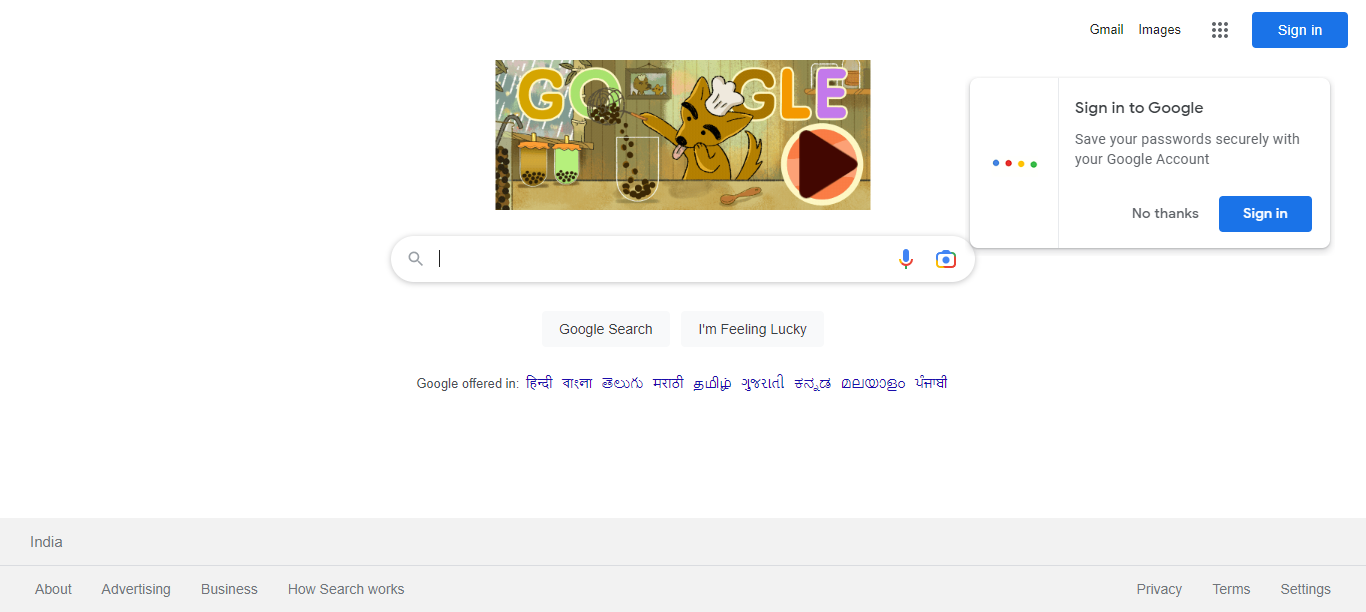 Gmail Images Sign in
GOOGLE
Sign in to Google
Save your passwords securely with
your Google Account
No thanks Sign in
Google Search I'm Feeling Lucky
Google offered in: हिन्दी বাংলা తెలుగు मराठी தமிழ் ગુજરાતી ಕನ್ನಡ മലയാളം ਪੰਜਾਬੀ
India
About Advertising Business How Search works Privacy Terms Settings